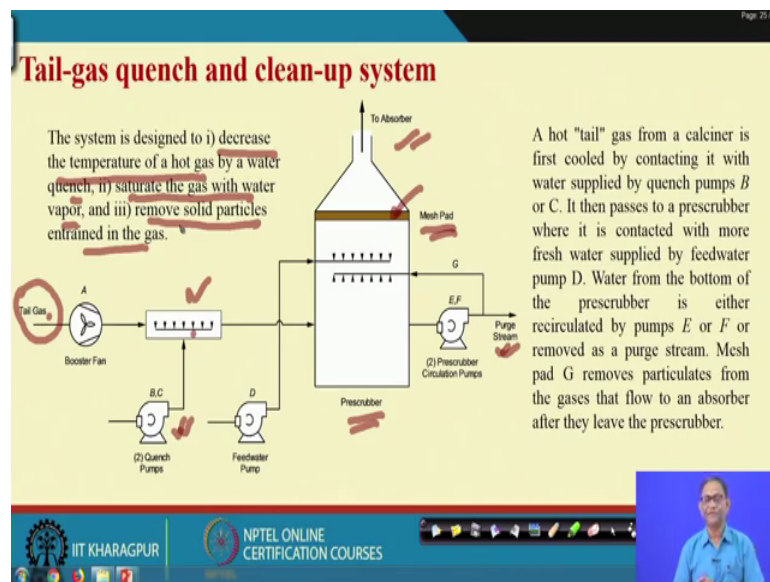 Page: 25 /
Tail-gas quench and clean-up system
The system is designed to i) decrease
the temperature of a hot gas by a water
quench, ii) saturate the gas with water
vapor, and iii) remove solid particles
entrained in the gas.
To Absorber
Mesh Pad
G
A
Tail Gas
Booster Fan
E,F
Purge
Stream
(2) Prescrubber
Circulation Pumps
B,C
D
Prescrubber
(2) Quench
Pumps
Feedwater
Pump
A hot "tail" gas from a calciner is
first cooled by contacting it with
water supplied by quench pumps B
or C. It then passes to a prescrubber
where it is contacted with more
fresh water supplied by feedwater
pump D. Water from the bottom of
the prescrubber is either
recirculated by pumps E or F or
removed as a purge stream. Mesh
pad G removes particulates from
the gases that flow to an absorber
after they leave the prescrubber.
IIT KHARAGPUR
NPTEL ONLINE
CERTIFICATION COURSES